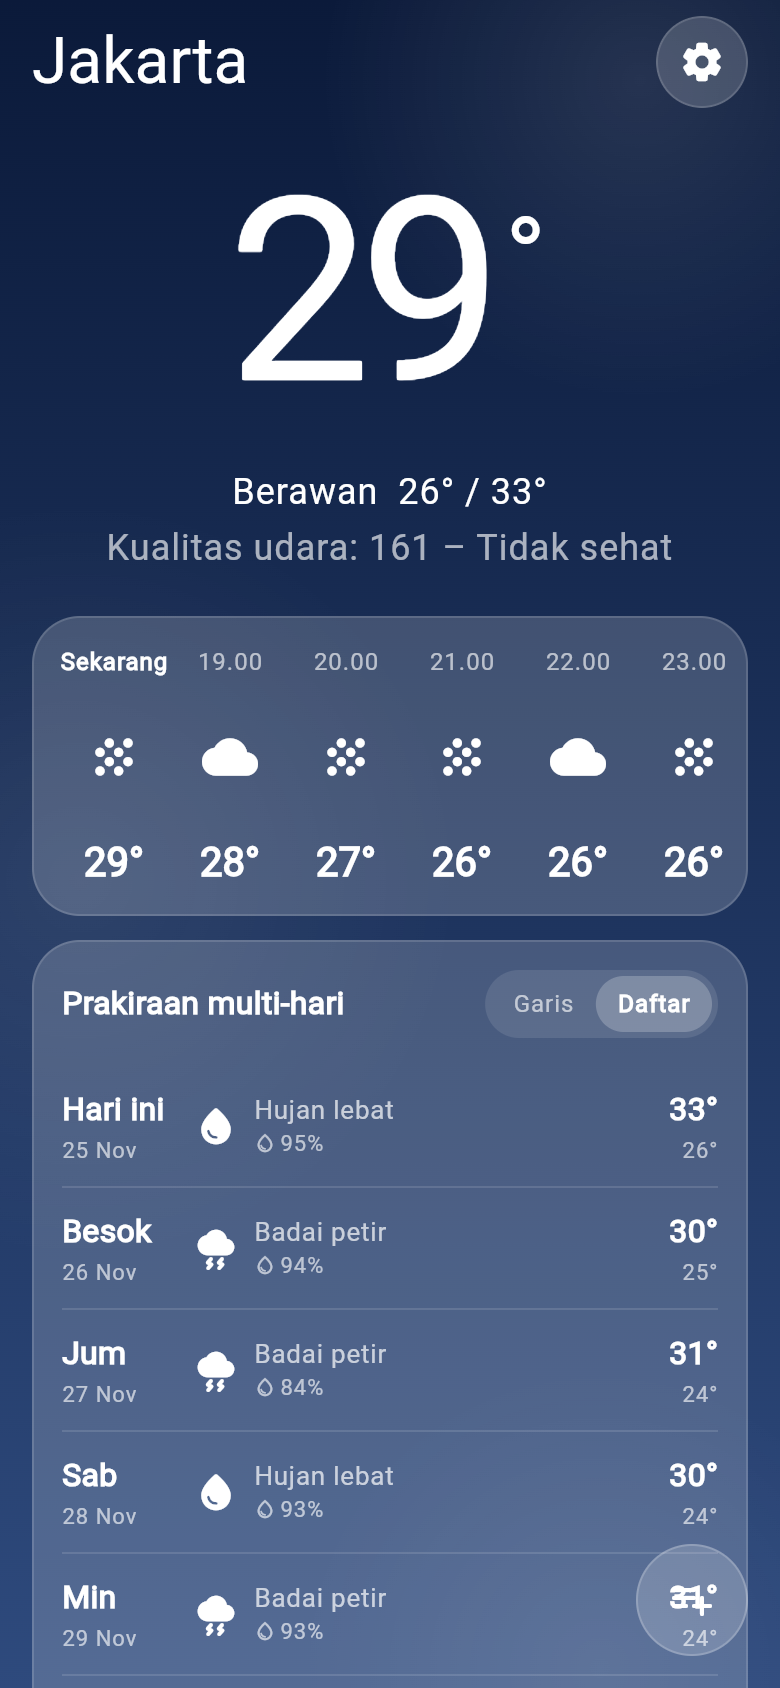 Jakarta
29°
Berawan 26° / 33°
Kualitas udara: 161 – Tidak sehat
Sekarang 19.00 20.00 21.00 22.00 23.00
29° 28° 27° 26° 26° 26°
Prakiraan multi-hari Garis Daftar
Hari ini Hujan lebat 33°
25 Nov 95% 26°
Besok Badai petir 30°
26 Nov 94% 25°
Jum Badai petir 31°
27 Nov 84% 24°
Sab Hujan lebat 30°
28 Nov 93% 24°
Min Badai petir 31°
29 Nov 93% 24°